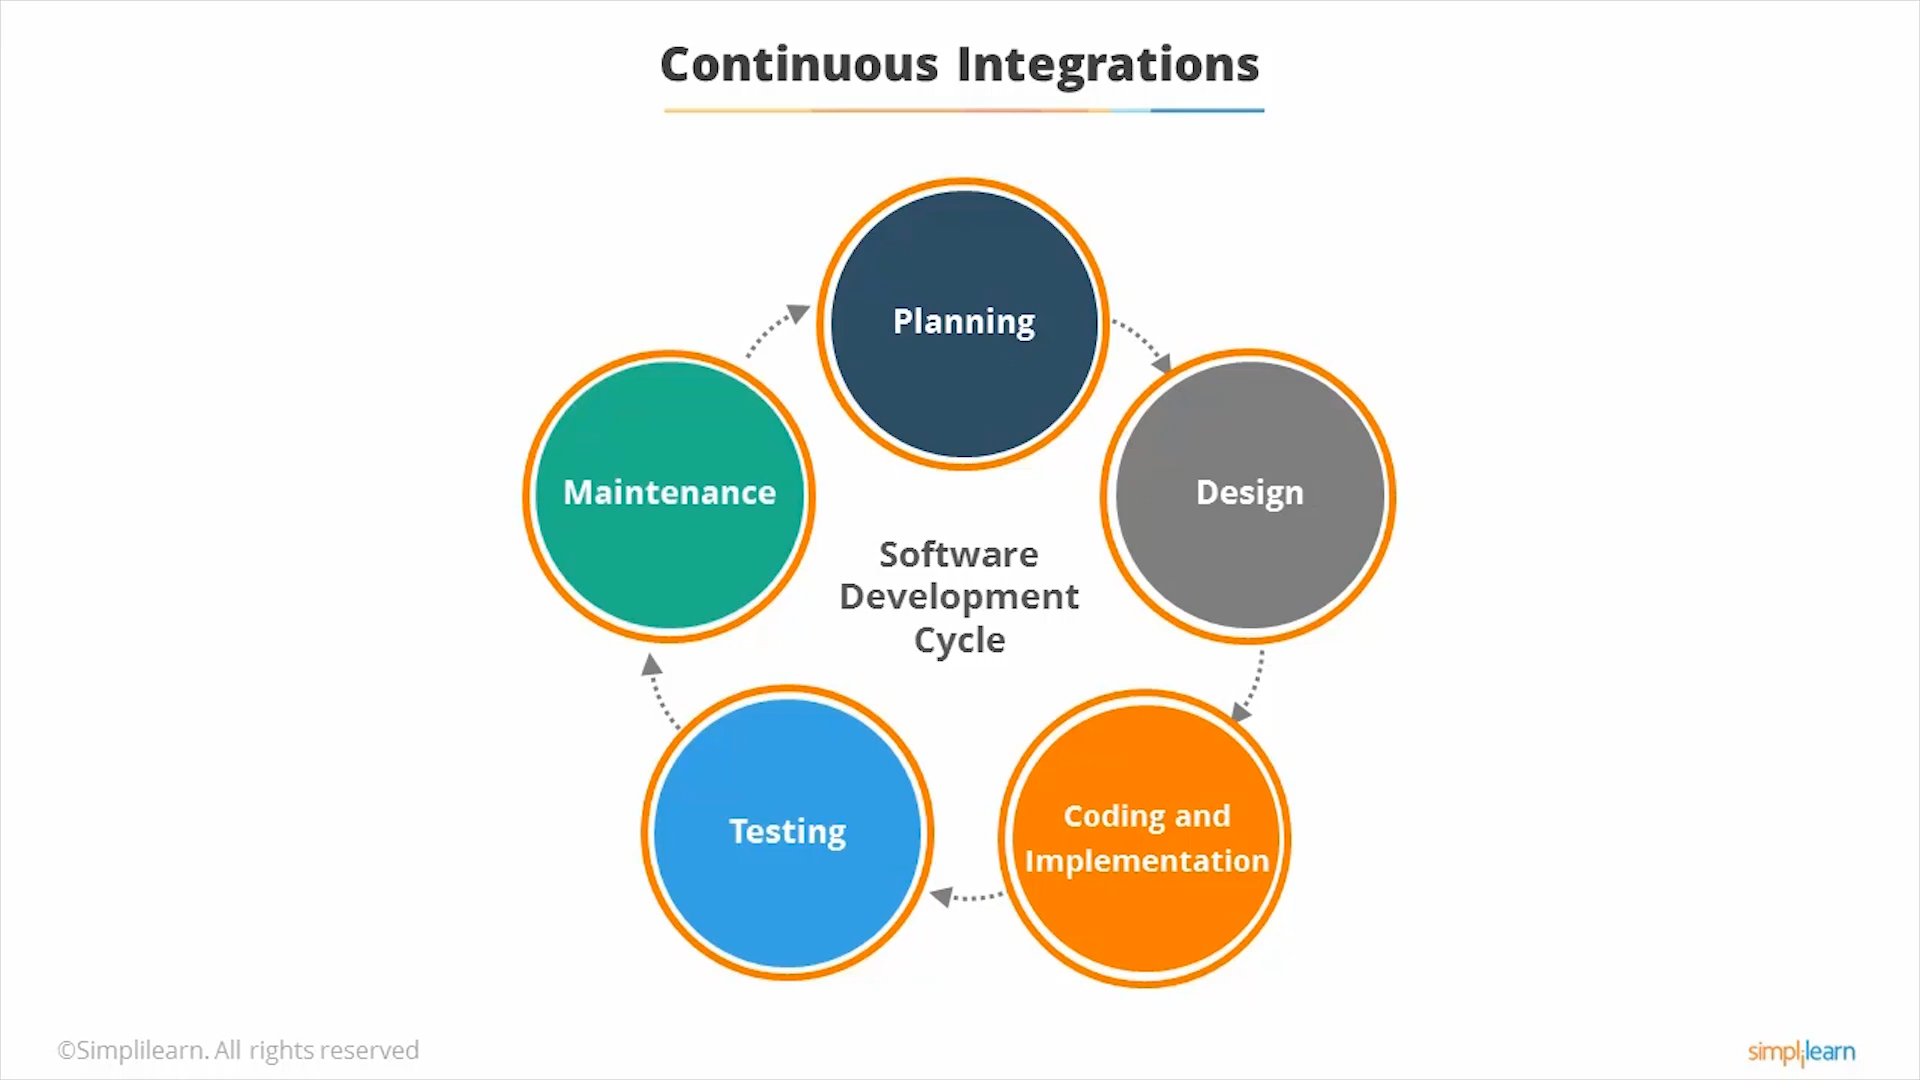 Continuous Integrations
Planning
Maintenance
Design
Software
Development
Cycle
Testing
Coding and
Implementation
©Simplilearn. All rights reserved
simplilearn